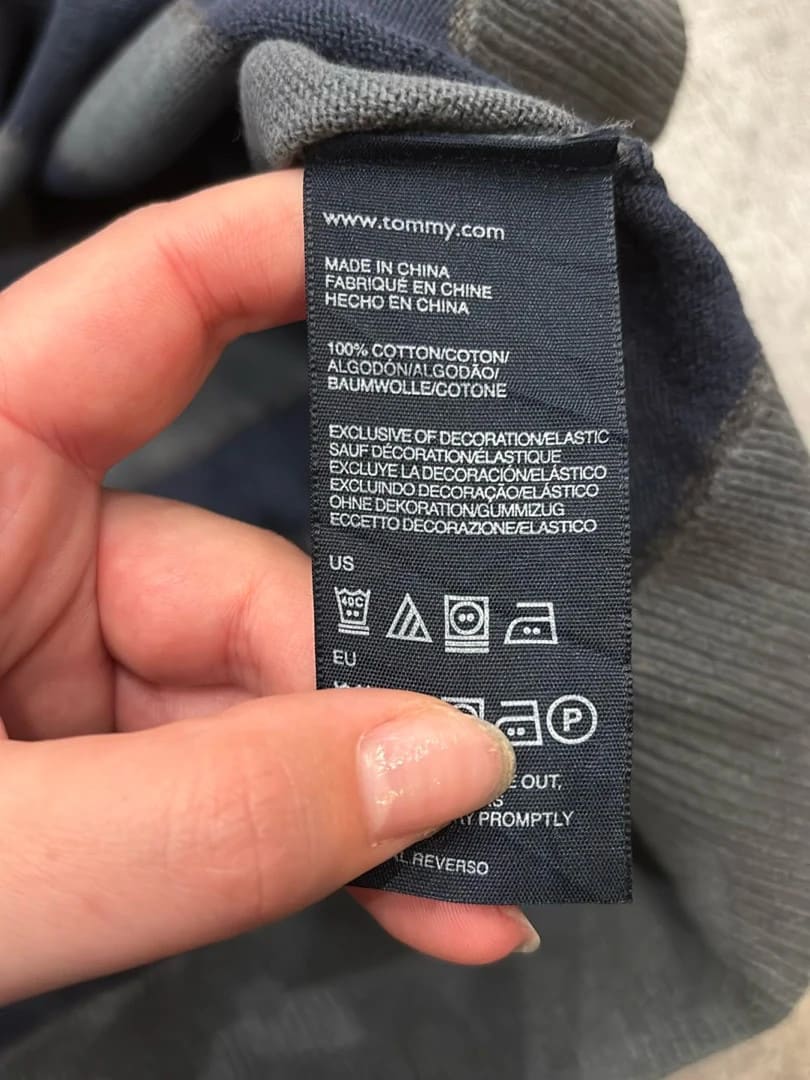 www.tommy.com
MADE IN CHINA
FABRIQUÉ EN CHINE
HECHO EN CHINA
100% COTTON/COTON/
ALGODÓN/ALGODÃO/
BAUMWOLLE/COTONE
EXCLUSIVE OF DECORATION/ELASTIC
SAUF DÉCORATION/ÉLASTIQUE
EXCLUYE LA DECORACIÓN/ELÁSTICO
EXCLUINDO DECORAÇÃO/ELÁSTICO
OHNE DEKORATION/GUMMIZUG
ECCETTO DECORAZIONE/ELASTICO
US
40C
EU
P
OUT,
PROMPTLY
REVERSO